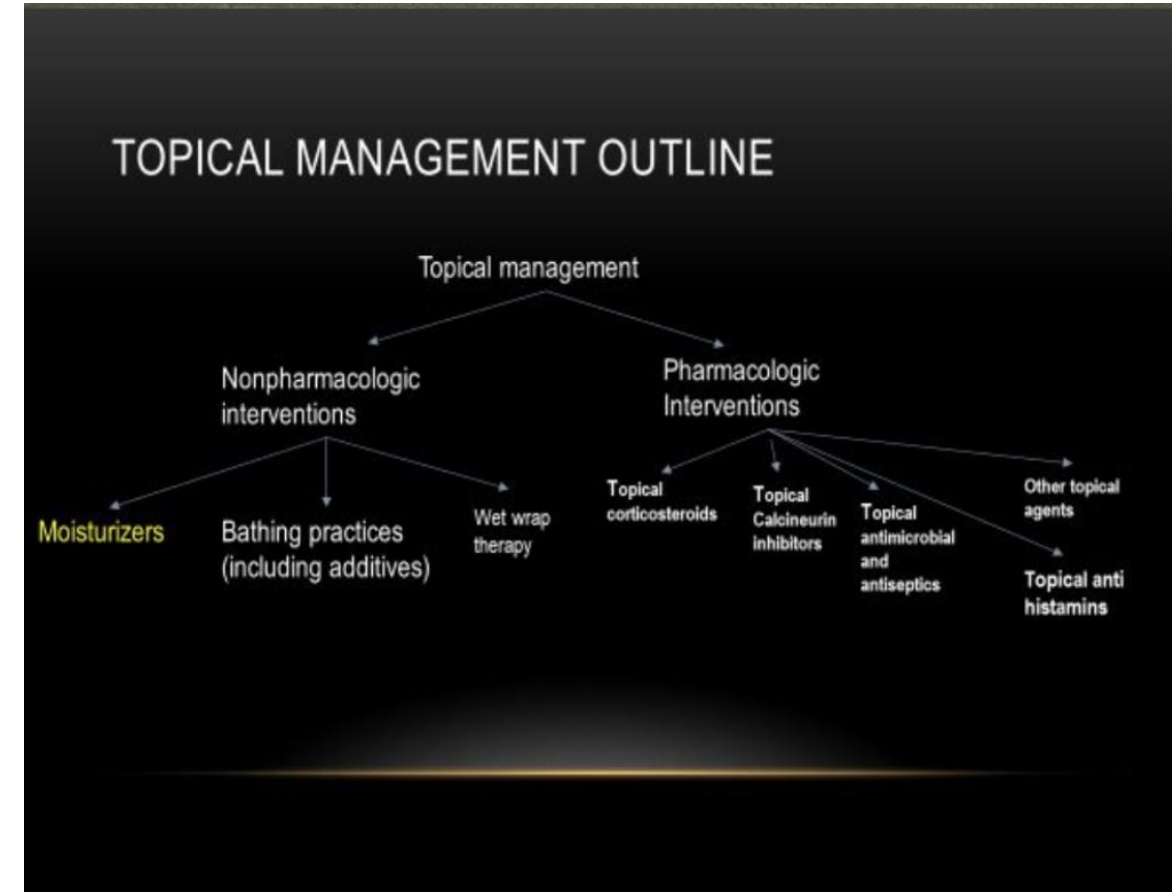 TOPICAL MANAGEMENT OUTLINE
Topical management
Nonpharmacologic
interventions
Pharmacologic
Interventions
Moisturizers
Bathing practices
(including additives)
Wet wrap
therapy
Topical
corticosteroids
Topical
Calcineurin
inhibitors
Topical
antimicrobial
and
antiseptics
Other topical
agents
Topical anti
histamins